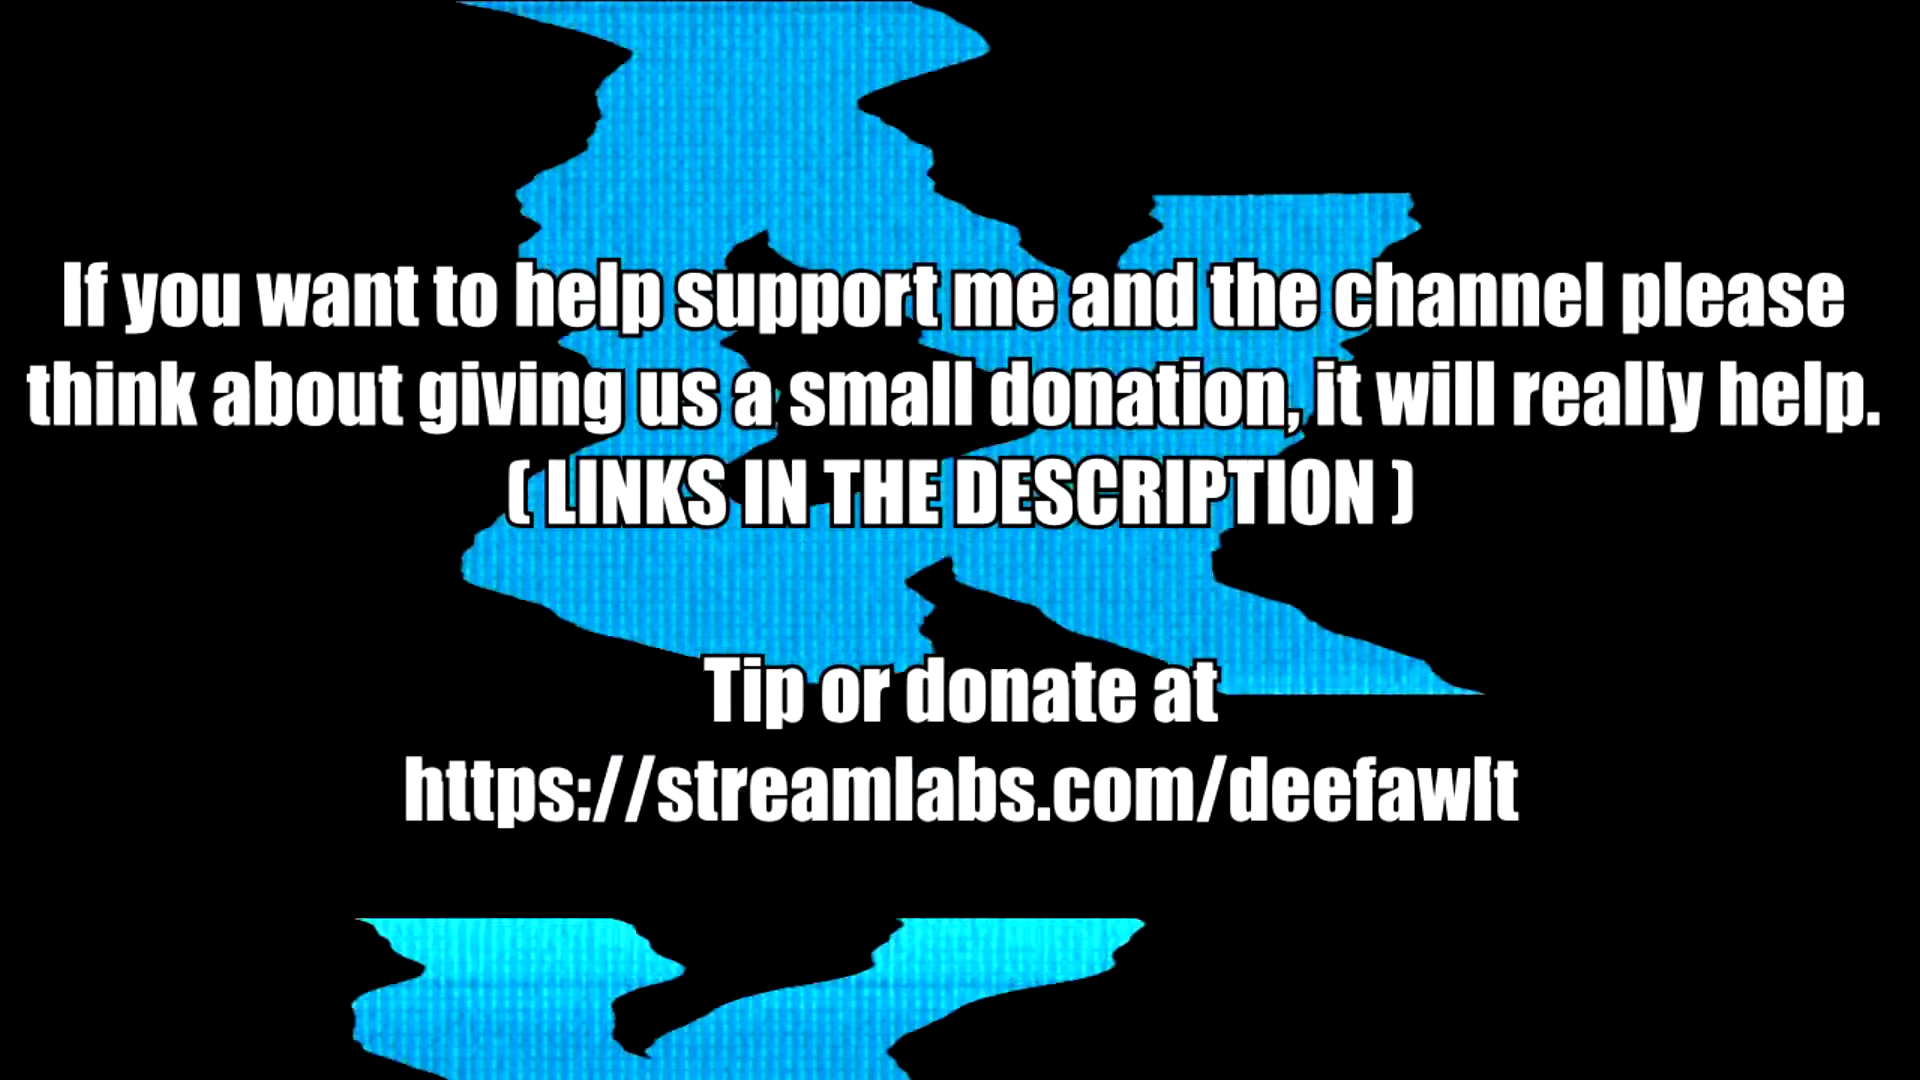 If you want to help support me and the channel please
think about giving us a small donation, it will really help.
( LINKS IN THE DESCRIPTION )
Tip or donate at
https://streamlabs.com/deefawlt